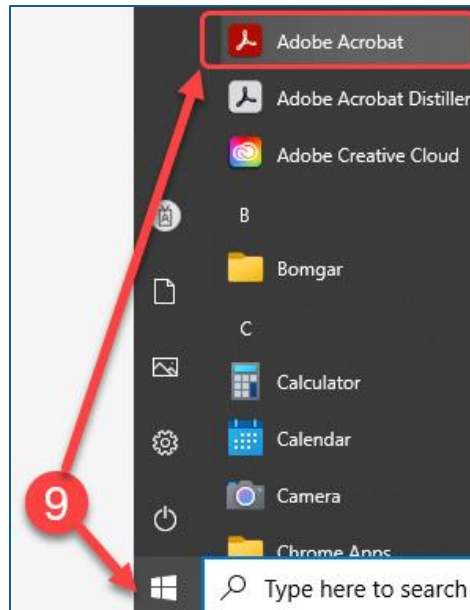 Adobe Acrobat
Adobe Acrobat Distiller
Adobe Creative Cloud
B
Bomgar
C
Calculator
Calendar
Camera
Chrome Apps
9
Type here to search